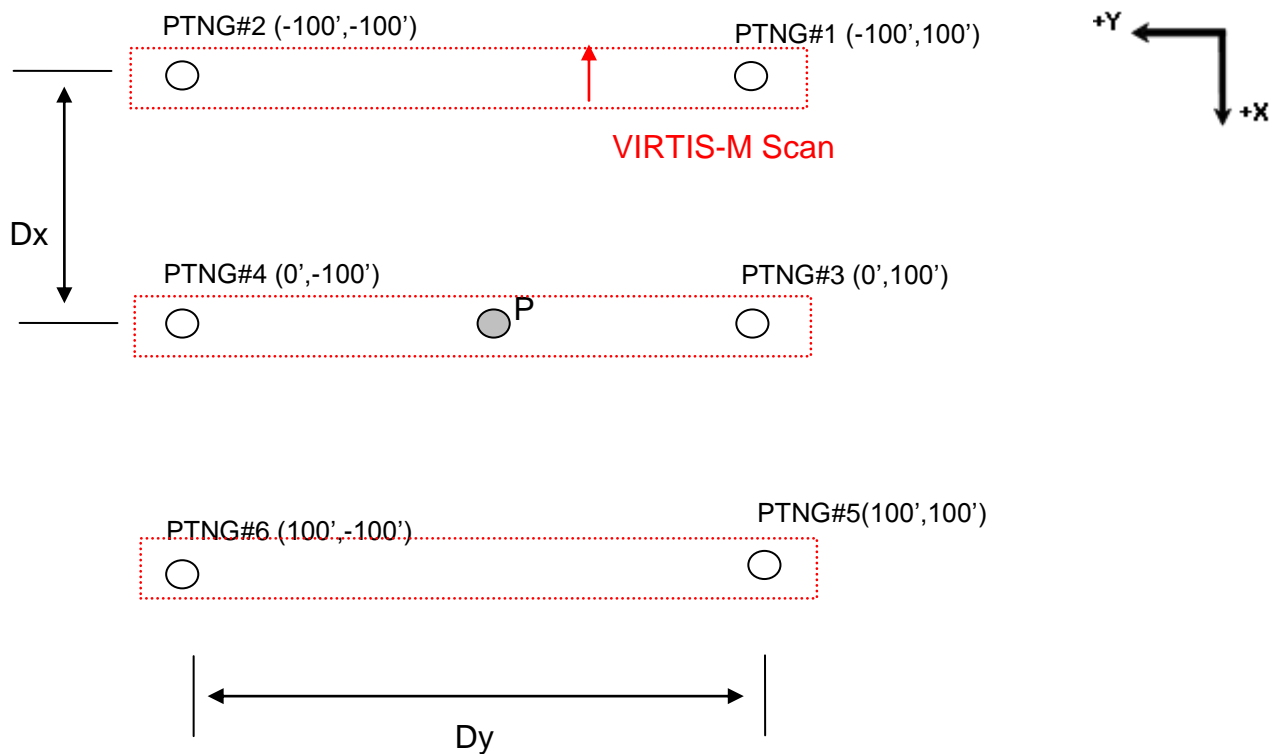 PTNG#2 (-100’,-100’)
PTNG#1 (-100’,100’)
+Y
+X
VIRTIS-M Scan
Dx
PTNG#4 (0’,-100’)
PTNG#3 (0’,100’)
P
PTNG#6 (100’,-100’)
PTNG#5(100’,100’)
Dy